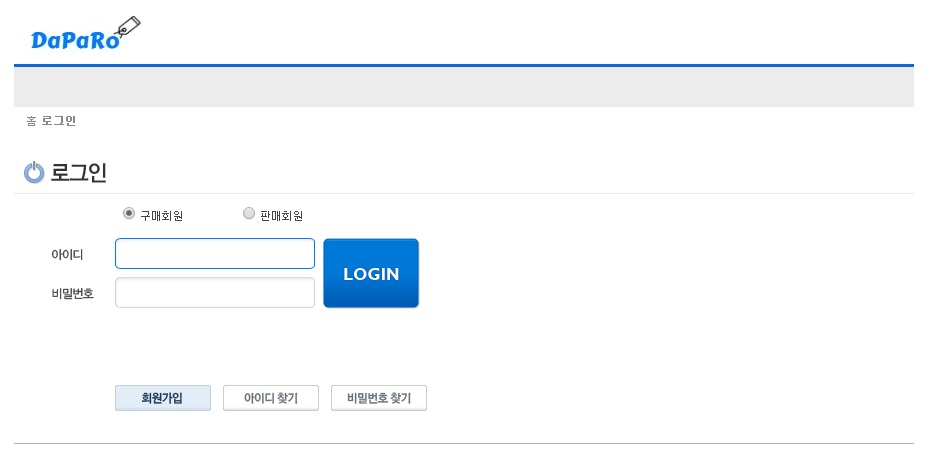 DaPaRo
홈 로그인
로그인
구매회원 판매회원
아이디
LOGIN
비밀번호
회원가입 아이디 찾기 비밀번호 찾기